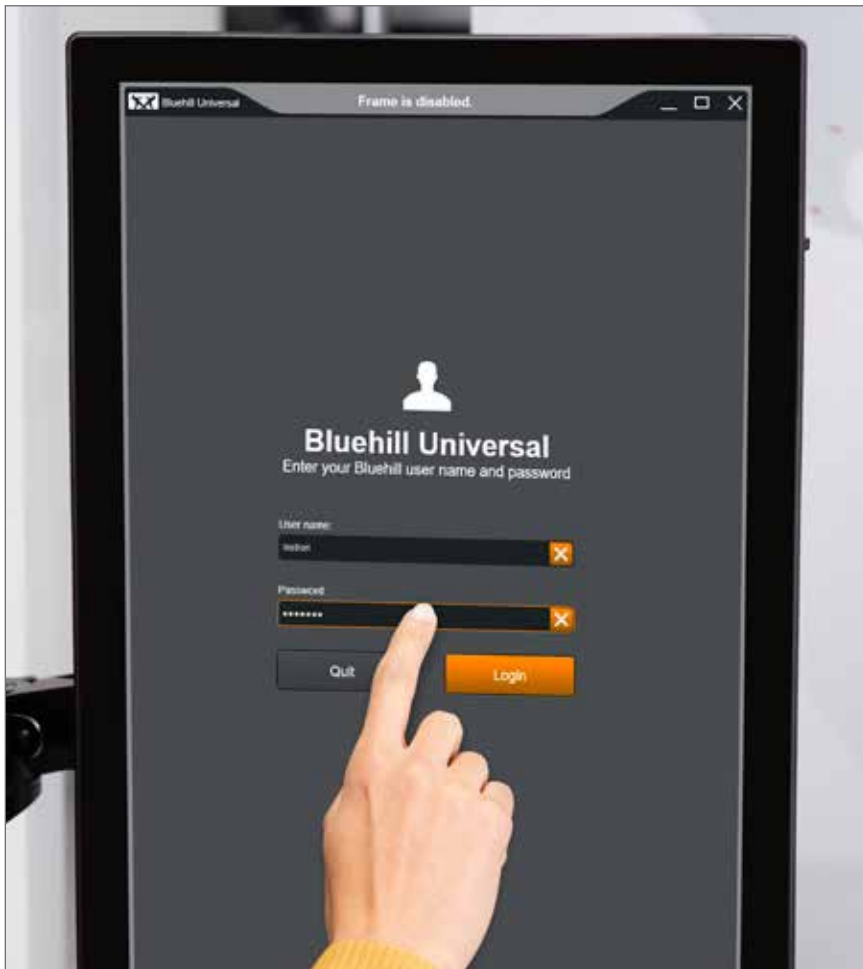 Bluehill Universal
Frame is disabled.
Bluehill Universal
Enter your Bluehill user name and password
User name:
Password
*******
Quit
Login